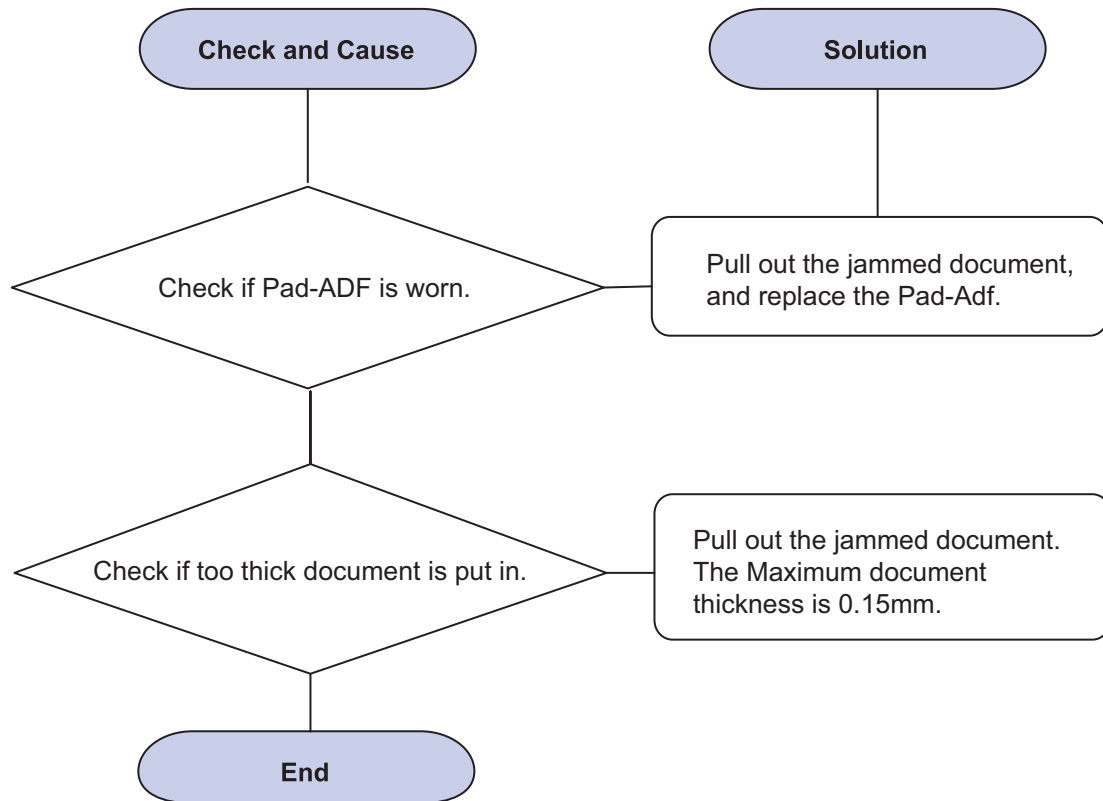 Check and Cause
Solution
Check if Pad-ADF is worn.
Pull out the jammed document,
and replace the Pad-Adf.
Check if too thick document is put in.
Pull out the jammed document.
The Maximum document
thickness is 0.15mm.
End